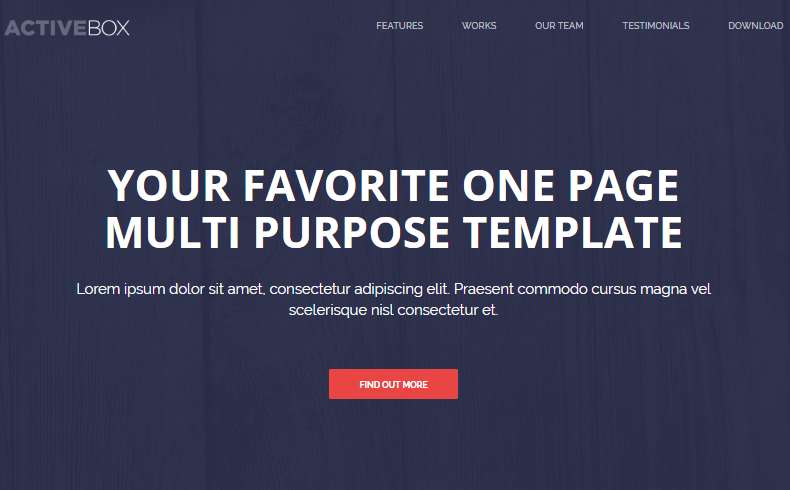 ACTIVEBOX
FEATURES WORKS OUR TEAM TESTIMONIALS DOWNLOAD
YOUR FAVORITE ONE PAGE
MULTI PURPOSE TEMPLATE
Lorem ipsum dolor sit amet, consectetur adipiscing elit. Praesent commodo cursus magna vel
scelerisque nisl consectetur et.
FIND OUT MORE